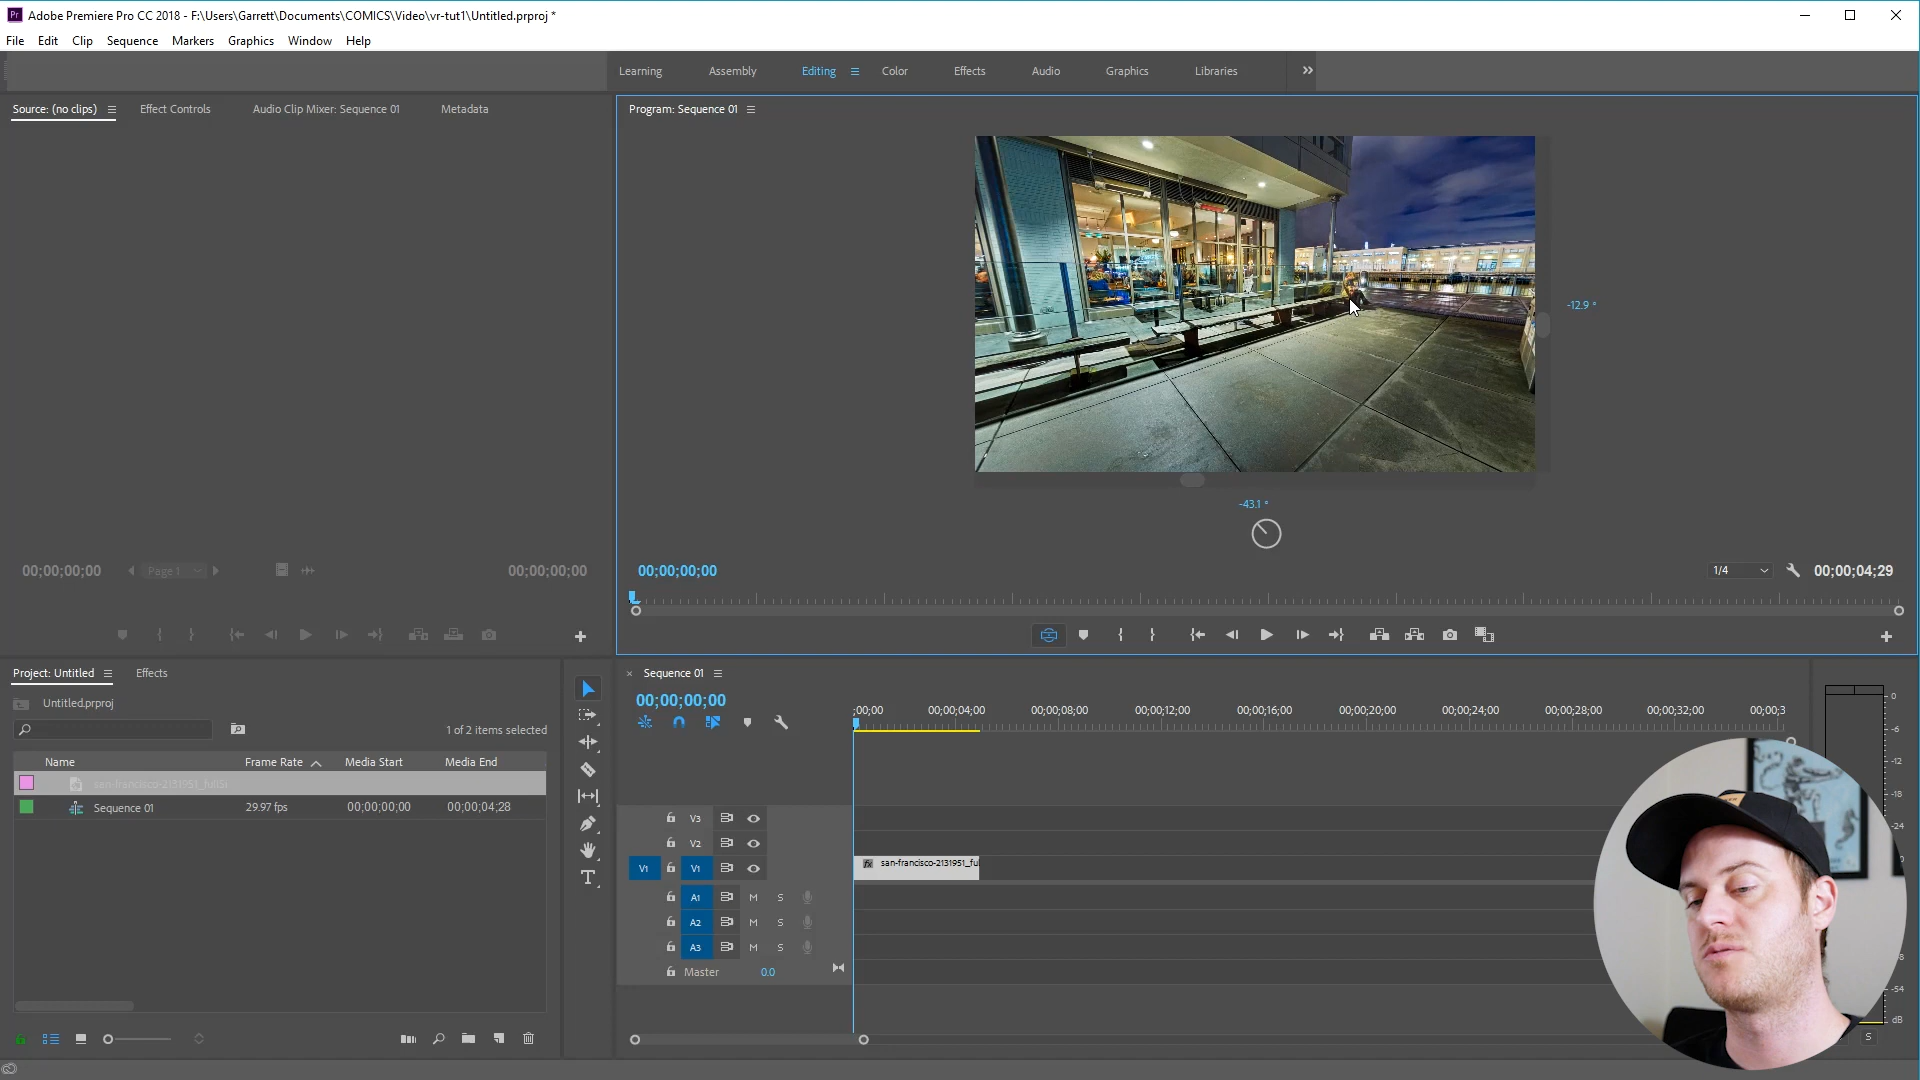 Pr Adobe Premiere Pro CC 2018 - F:\Users\Garrett\Documents\COMICS\Video\vr-tut1\Untitled.prproj *
File Edit Clip Sequence Markers Graphics Window Help
Learning Assembly Editing Color Effects Audio Graphics Libraries
Source: (no clips) Effect Controls Audio Clip Mixer: Sequence 01 Metadata
Program: Sequence 01
-12.9 °
-43.1 °
00;00;00;00 Page 1 00;00;00;00
00;00;00;00 1/4 00;00;04;29
Project: Untitled Effects
Untitled.prproj
1 of 2 items selected
Name Frame Rate Media Start Media End
san-francisco-2131951_full.SI
Sequence 01 29.97 fps 00;00;00;00 00;00;04;28
Sequence 01
00;00;00;00
;00;00 00;00;04;00 00;00;08;00 00;00;12;00 00;00;16;00 00;00;20;00 00;00;24;00 00;00;28;00 00;00;32;00 00;00;3
V3
V2
V1 V1 fx san-francisco-2131951_ful
A1 M S
A2 M S
A3 M S
Master 0.0
0
-6
-12
-18
-24
-54
dB
S